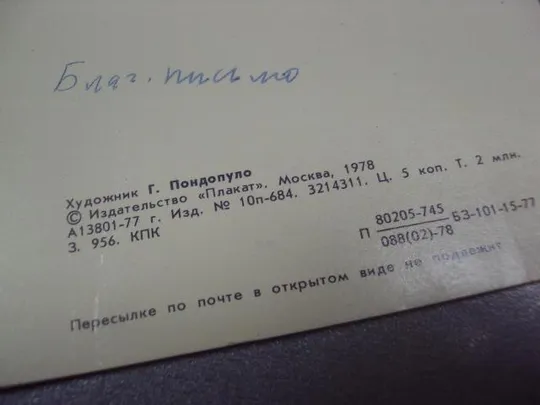 Благ. письмо
Художник Г. Пондопуло
© Издательство «Плакат». Москва, 1978
А13801-77 г. Изд. № 10п-684. 3214311. Ц. 5 коп. Т. 2 млн.
З. 956. КПК
П 80205-745 БЗ-101-15-77
088(02)-78
Пересылке по почте в открытом виде не подлежит